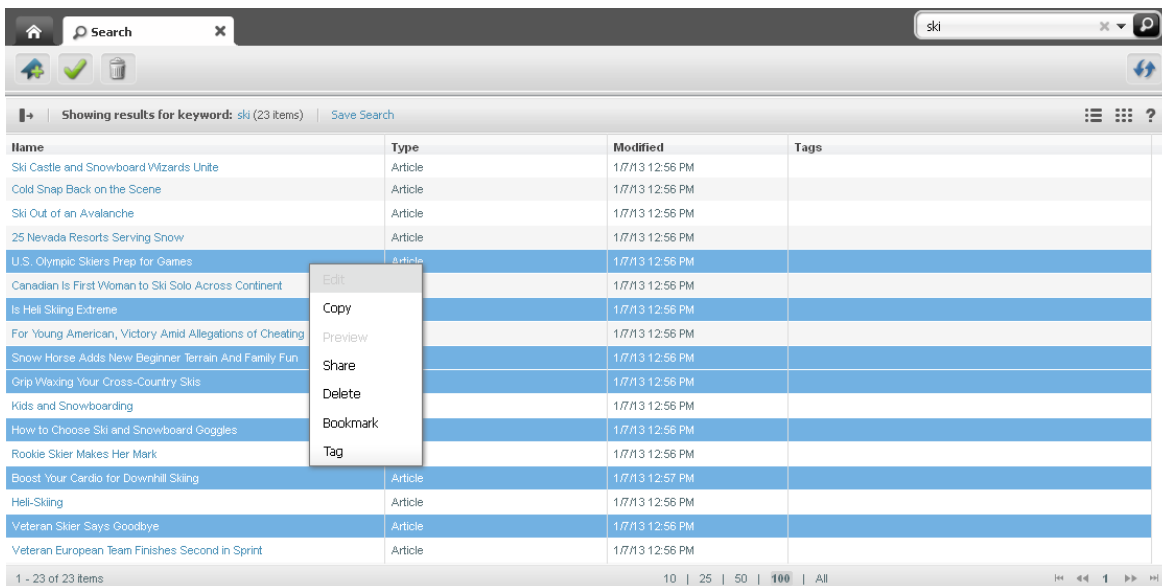 Search
ski
Showing results for keyword: ski (23 items) | Save Search
?
Name Type Modified Tags
Ski Castle and Snowboard Wizards Unite Article 1/7/13 12:56 PM
Cold Snap Back on the Scene Article 1/7/13 12:56 PM
Ski Out of an Avalanche Article 1/7/13 12:56 PM
25 Nevada Resorts Serving Snow Article 1/7/13 12:56 PM
U.S. Olympic Skiers Prep for Games Article 1/7/13 12:56 PM
Edit
Canadian Is First Woman to Ski Solo Across Continent 1/7/13 12:56 PM
Is Heli Skiing Extreme Copy 1/7/13 12:56 PM
For Young American, Victory Amid Allegations of Cheating Preview 1/7/13 12:56 PM
Snow Horse Adds New Beginner Terrain And Family Fun Share 1/7/13 12:56 PM
Grip Waxing Your Cross-Country Skis Delete 1/7/13 12:56 PM
Kids and Snowboarding 1/7/13 12:56 PM
How to Choose Ski and Snowboard Goggles Bookmark 1/7/13 12:56 PM
Rookie Skier Makes Her Mark Tag 1/7/13 12:56 PM
Boost Your Cardio for Downhill Skiing Article 1/7/13 12:57 PM
Heli-Skiing Article 1/7/13 12:56 PM
Veteran Skier Says Goodbye Article 1/7/13 12:56 PM
Veteran European Team Finishes Second in Sprint Article 1/7/13 12:56 PM
1 - 23 of 23 items 10 | 25 | 50 | 100 | All 1